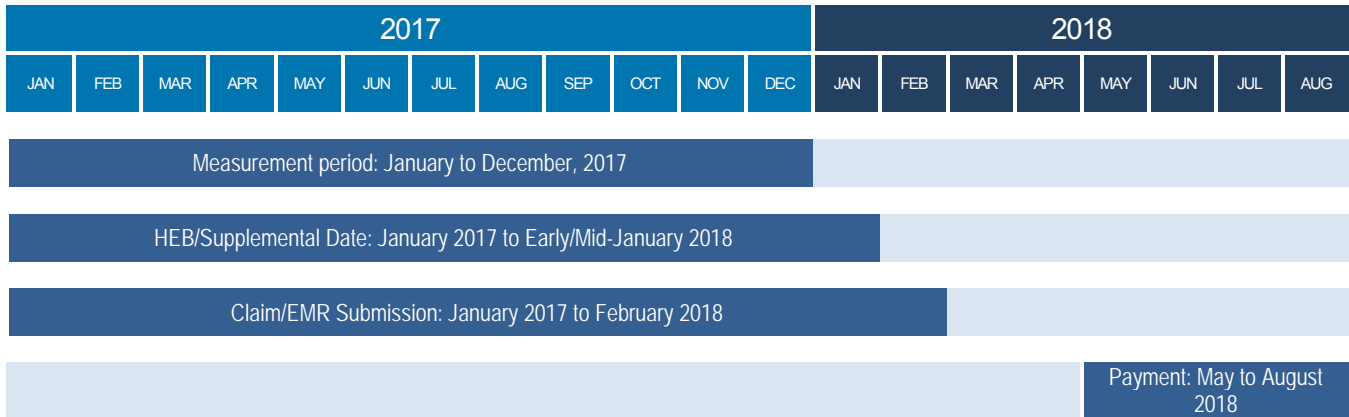 2017 2018
JAN FEB MAR APR MAY JUN JUL AUG SEP OCT NOV DEC JAN FEB MAR APR MAY JUN JUL AUG
Measurement period: January to December, 2017
HEB/Supplemental Date: January 2017 to Early/Mid-January 2018
Claim/EMR Submission: January 2017 to February 2018
Payment: May to August
2018